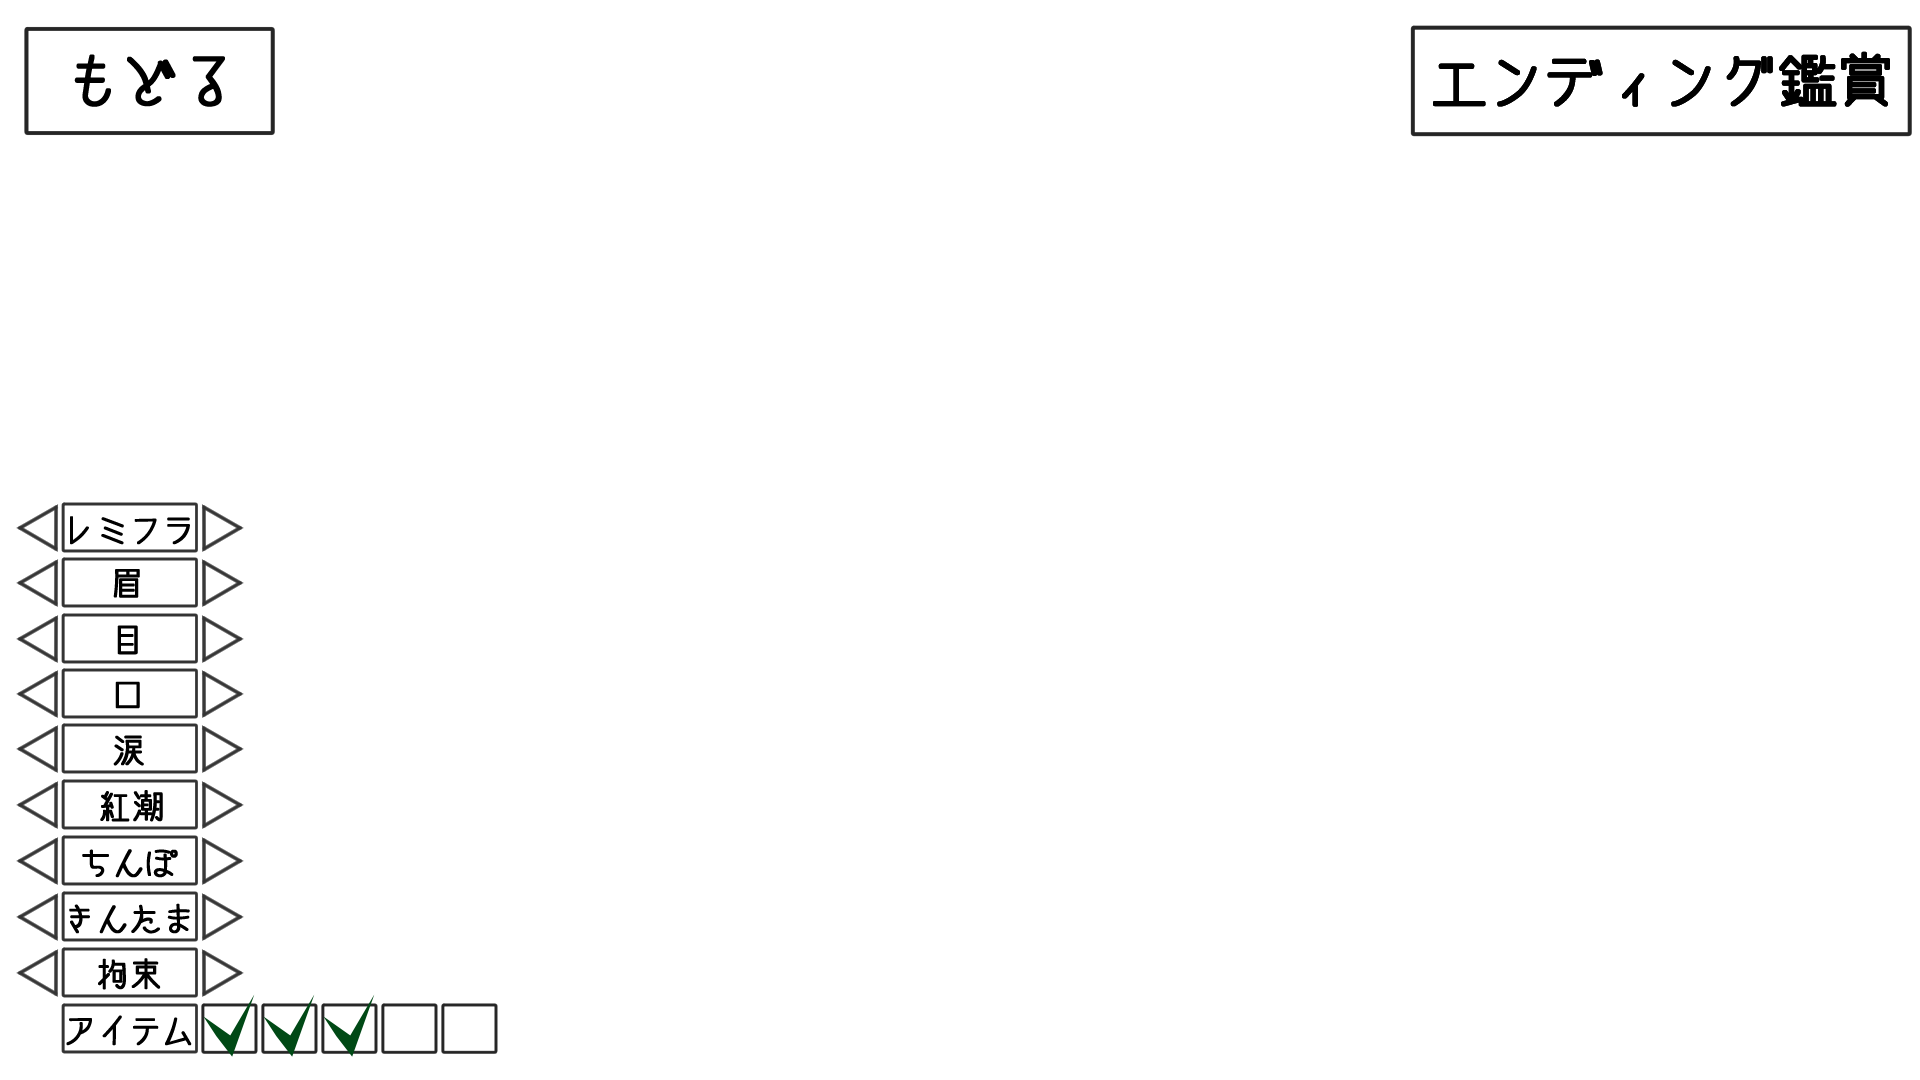 もどる
エンディング鑑賞
レミフラ
眉
目
口
涙
紅潮
ちんぽ
きんたま
拘束
アイテム